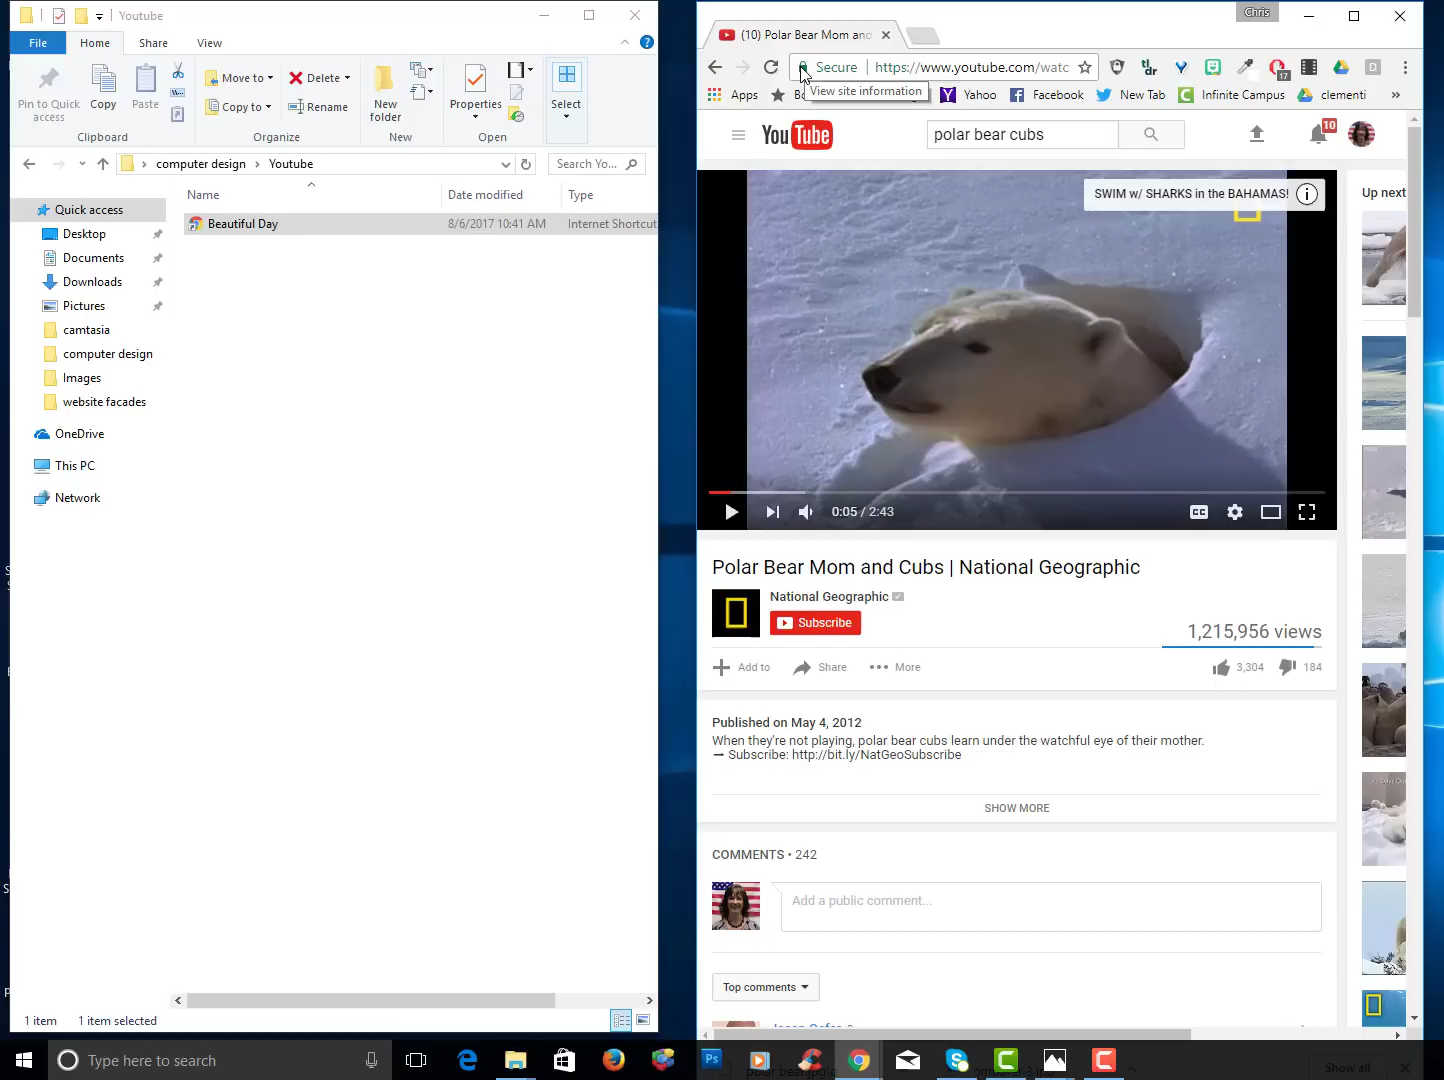 Youtube
File Home Share View
Pin to Quick access
Copy
Paste
Clipboard
Move to
Copy to
Delete
Rename
Organize
New folder
New
Properties
Open
Select
computer design Youtube
Search Yo...
Name Date modified Type
Quick access
Beautiful Day 8/6/2017 10:41 AM Internet Shortcut
Desktop
Documents
Downloads
Pictures
camtasia
computer design
Images
website facades
OneDrive
This PC
Network
1 item 1 item selected
Chris
(10) Polar Bear Mom and
Secure https://www.youtube.com/watc
17
View site information
Apps Yahoo Facebook New Tab Infinite Campus clementi
YouTube
polar bear cubs
10
SWIM w/ SHARKS in the BAHAMAS!
Up next
0:05 / 2:43
CC
Polar Bear Mom and Cubs | National Geographic
National Geographic
Subscribe
1,215,956 views
Add to Share More 3,304 184
Published on May 4, 2012
When they're not playing, polar bear cubs learn under the watchful eye of their mother.
➞ Subscribe: http://bit.ly/NatGeoSubscribe
SHOW MORE
COMMENTS • 242
Add a public comment...
Top comments
Type here to search
Ps
Show all